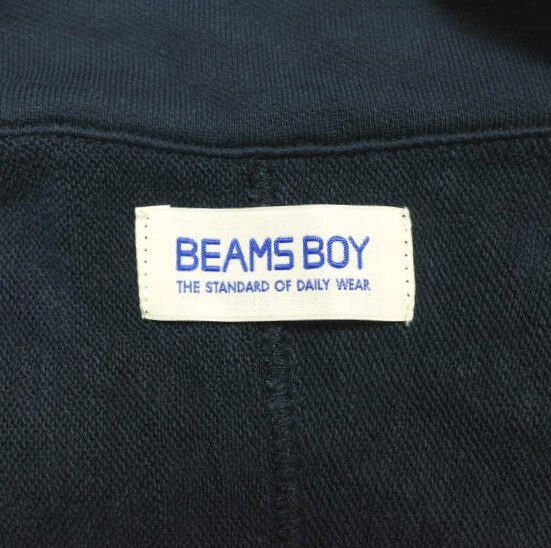 BEAMS BOY
THE STANDARD OF DAILY WEAR